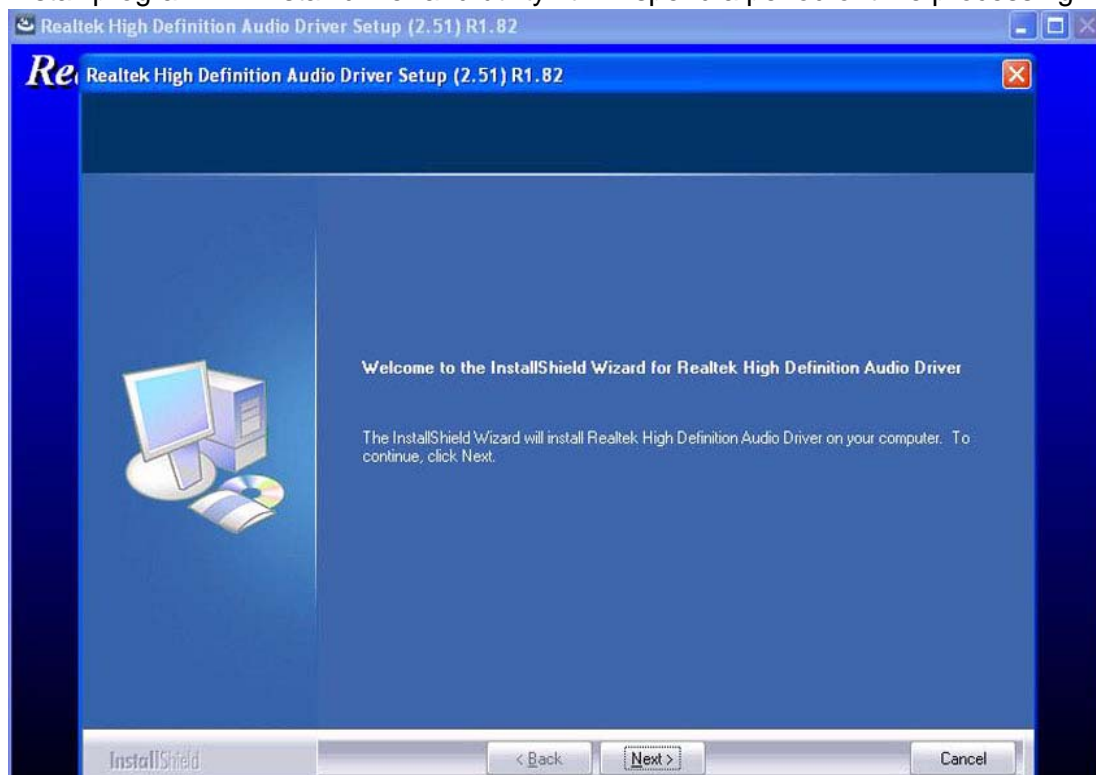 Realtek High Definition Audio Driver Setup (2.51) R1.82
Re
Realtek High Definition Audio Driver Setup (2.51) R1.82
Welcome to the InstallShield Wizard for Realtek High Definition Audio Driver
The InstallShield Wizard will install Realtek High Definition Audio Driver on your computer. To
continue, click Next.
InstallShield
< Back
Next >
Cancel